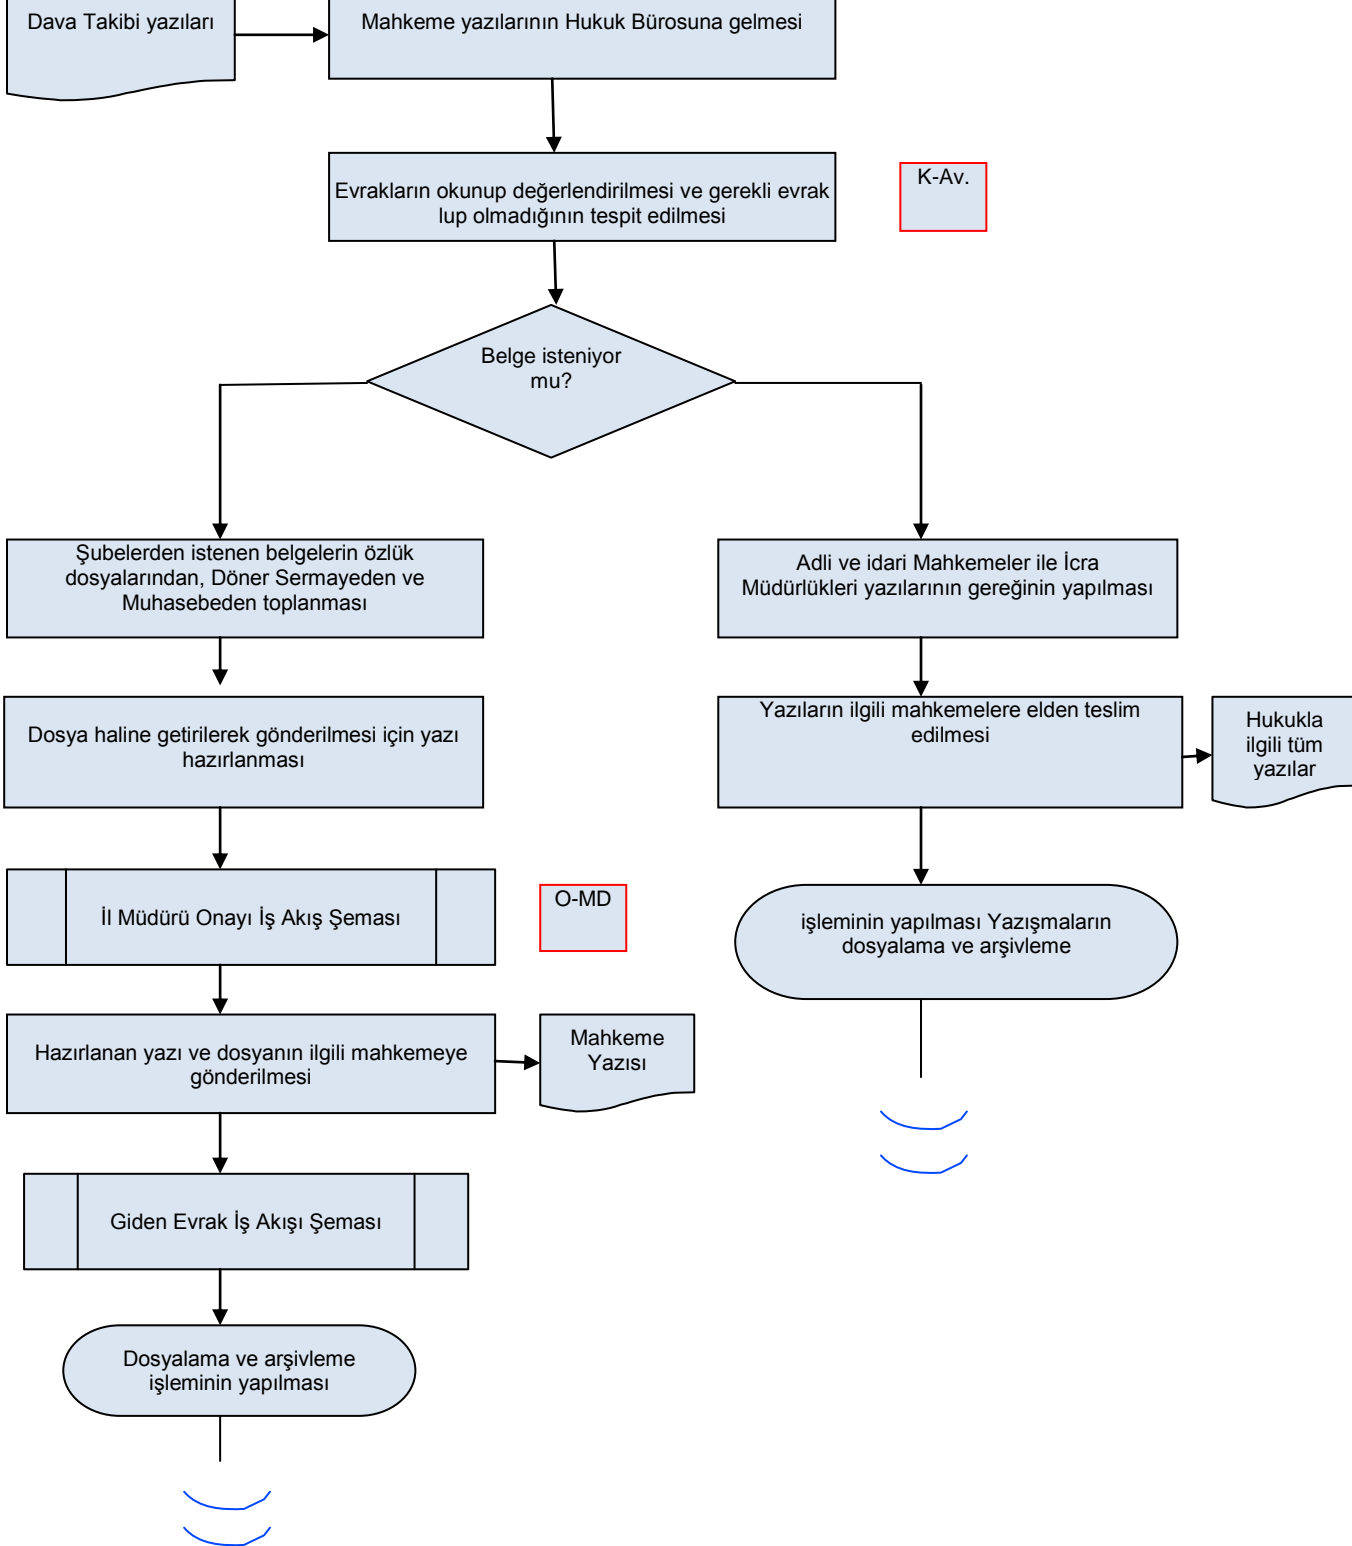 Dava Takibi yazıları
Mahkeme yazılarının Hukuk Bürosuna gelmesi
Evrakların okunup değerlendirilmesi ve gerekli evrak
lup olmadığının tespit edilmesi
K-Av.
Belge isteniyor
mu?
Şubelerden istenen belgelerin özlük
dosyalarından, Döner Sermayeden ve
Muhasebeden toplanması
Adli ve idari Mahkemeler ile İcra
Müdürlükleri yazılarının gereğinin yapılması
Dosya haline getirilerek gönderilmesi için yazı
hazırlanması
Yazıların ilgili mahkemelere elden teslim
edilmesi
Hukukla
ilgili tüm
yazılar
İl Müdürü Onayı İş Akış Şeması
O-MD
işleminin yapılması Yazışmaların
dosyalama ve arşivleme
Hazırlanan yazı ve dosyanın ilgili mahkemeye
gönderilmesi
Mahkeme
Yazısı
Giden Evrak İş Akışı Şeması
Dosyalama ve arşivleme
işleminin yapılması